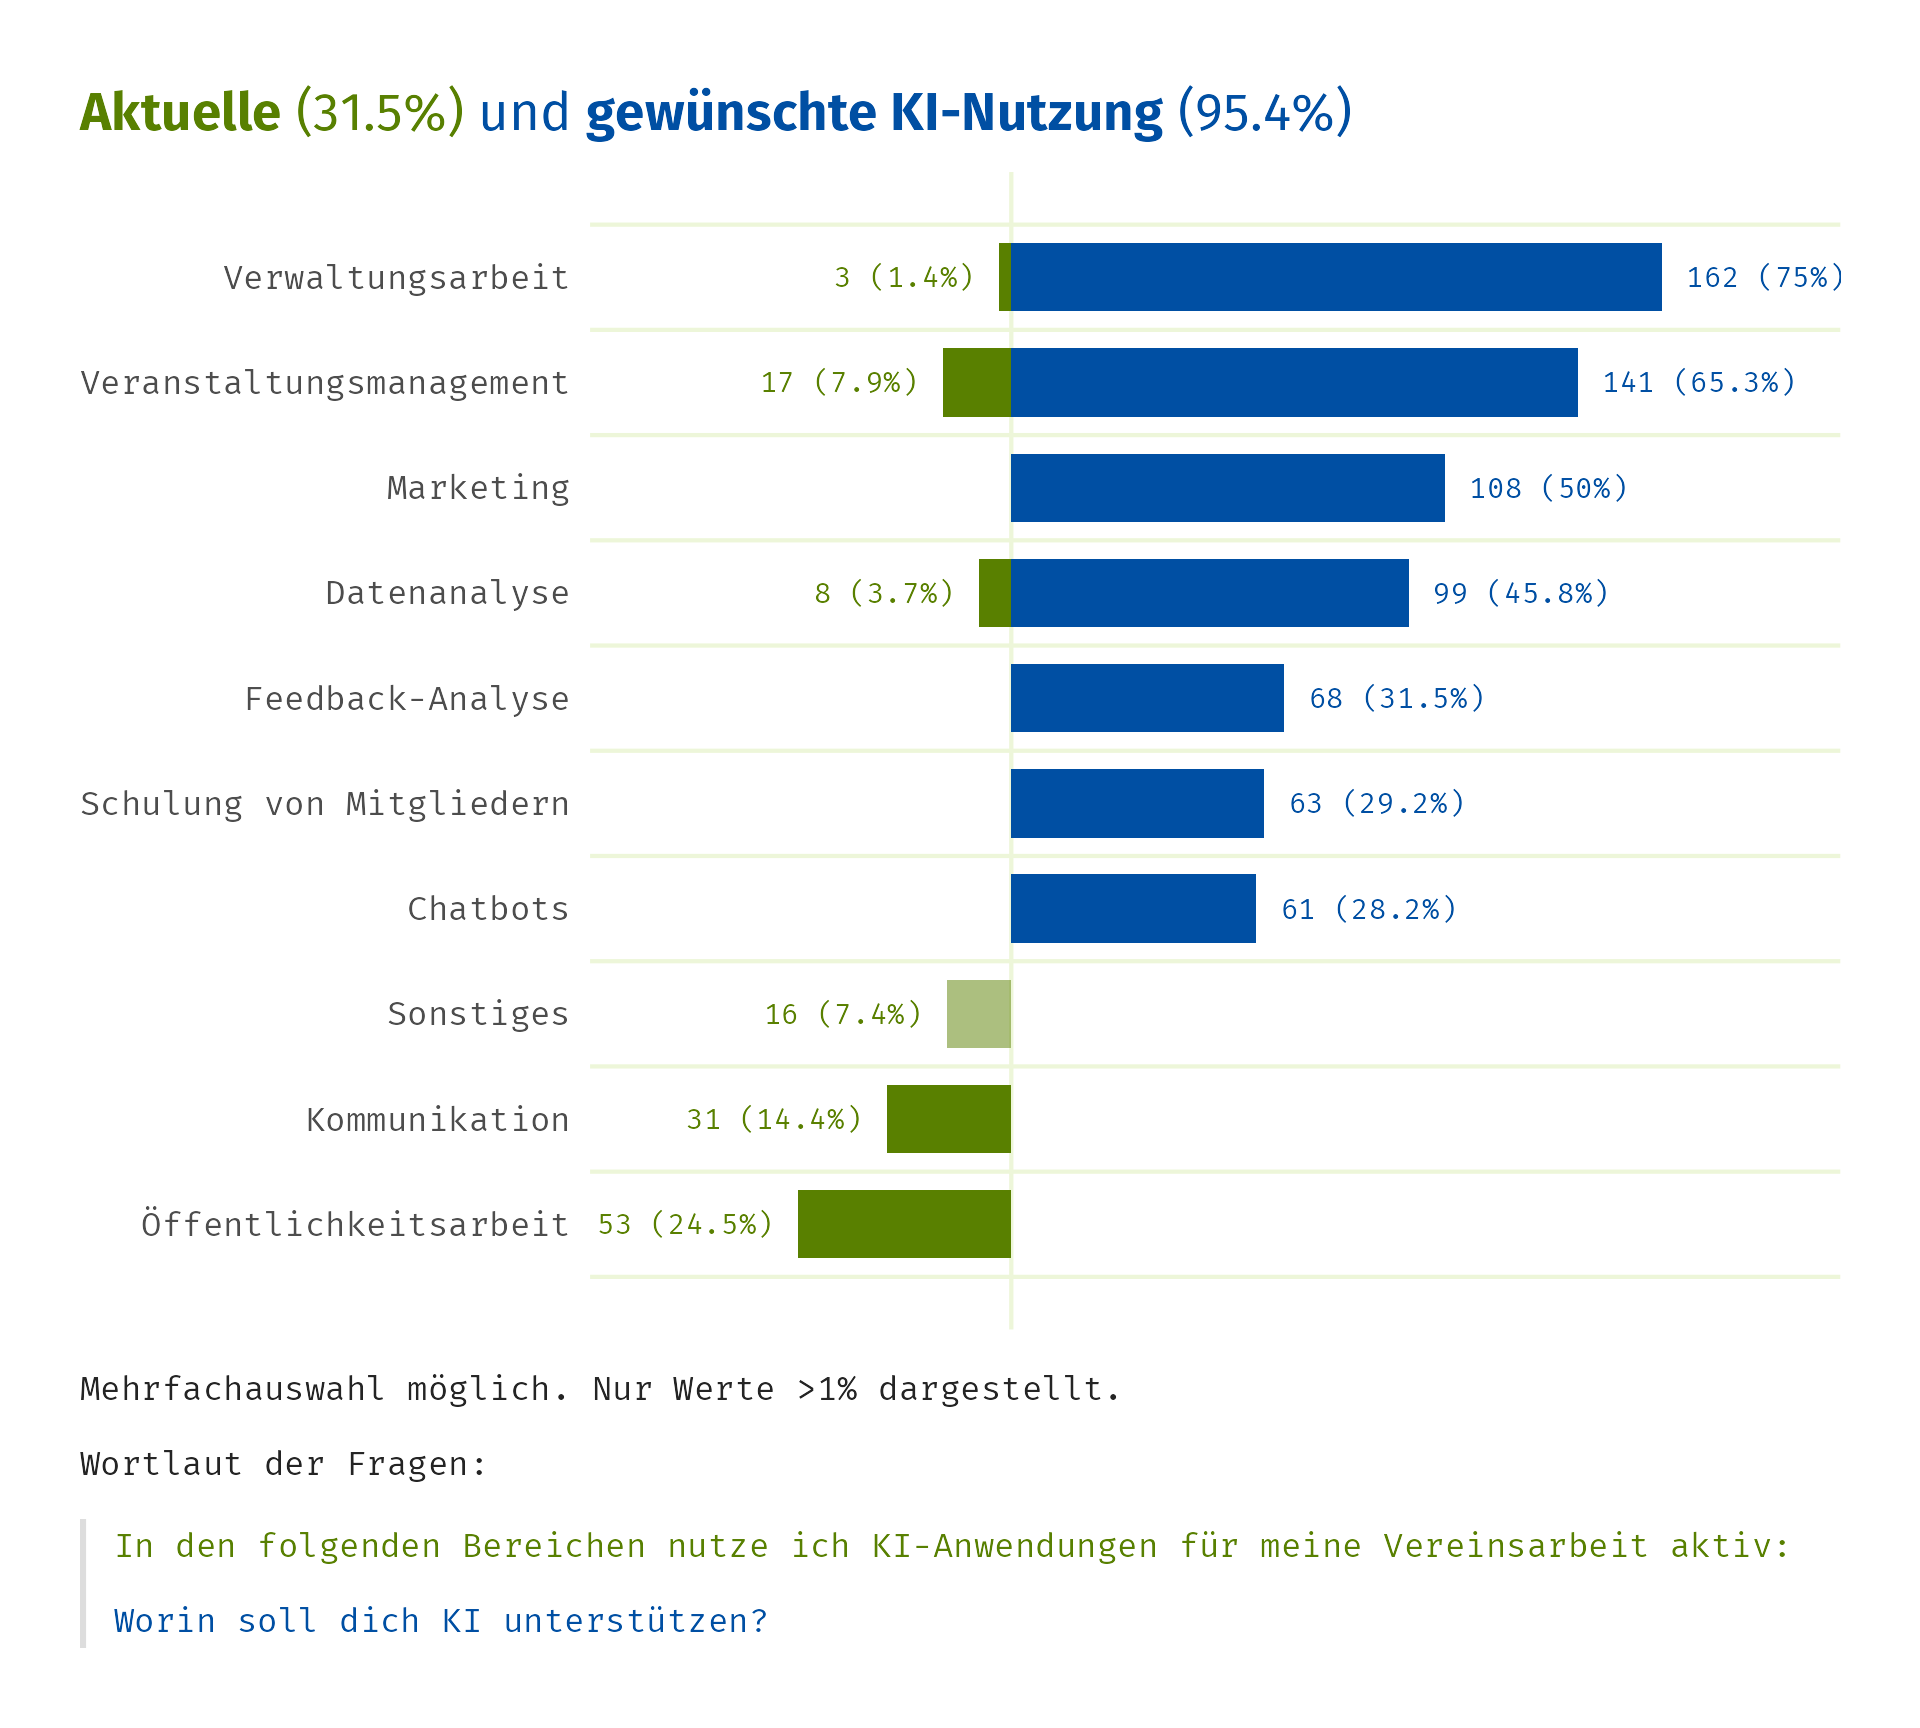 Aktuelle (31.5%) und gewünschte KI-Nutzung (95.4%)
Verwaltungsarbeit 3 (1.4%) 162 (75%)
Veranstaltungsmanagement 17 (7.9%) 141 (65.3%)
Marketing 108 (50%)
Datenanalyse 8 (3.7%) 99 (45.8%)
Feedback-Analyse 68 (31.5%)
Schulung von Mitgliedern 63 (29.2%)
Chatbots 61 (28.2%)
Sonstiges 16 (7.4%)
Kommunikation 31 (14.4%)
Öffentlichkeitsarbeit 53 (24.5%)
Mehrfachauswahl möglich. Nur Werte >1% dargestellt.
Wortlaut der Fragen:
In den folgenden Bereichen nutze ich KI-Anwendungen für meine Vereinsarbeit aktiv:
Worin soll dich KI unterstützen?